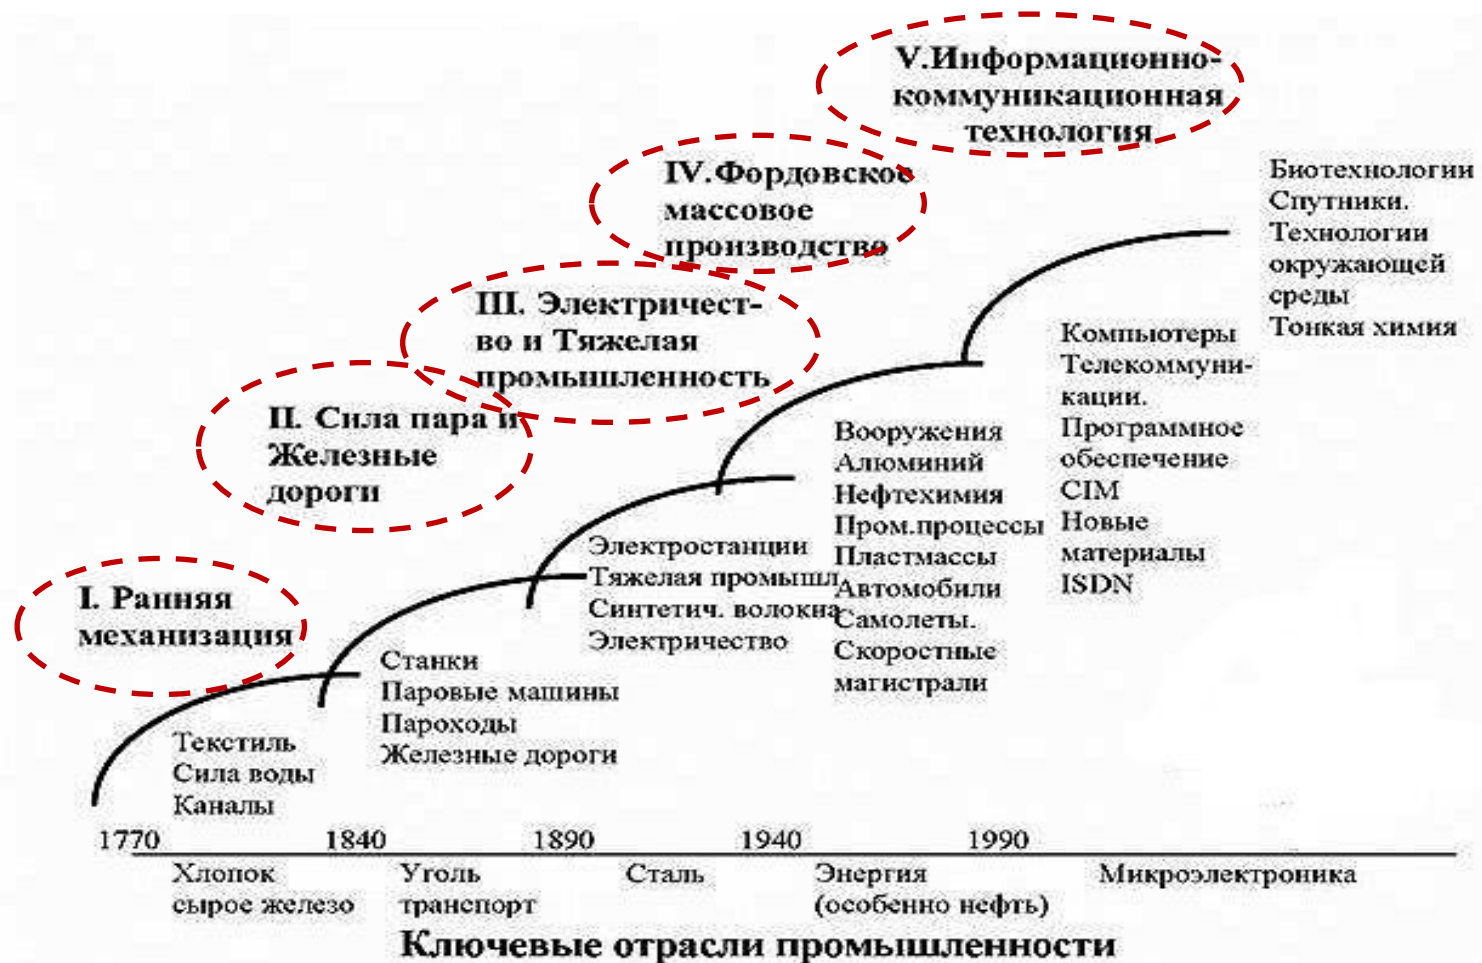 V.Информационно-
коммуникационная
технология
IV.Фордовское
массовое
производство
III. Электричест-
во и Тяжелая
промышленность
II. Сила пара и
Железные
дороги
I. Ранняя
механизация
Текстиль
Сила воды
Каналы
Станки
Паровые машины
Пароходы
Железные дороги
Электростанции
Тяжелая промышл.
Синтетич. волокна
Электричество
Вооружения
Алюминий
Нефтехимия
Пром.процессы
Пластмассы
Автомобили
Самолеты.
Скоростные
магистрали
Компьютеры
Телекоммуни-
кации.
Программное
обеспечение
CIM
Новые
материалы
ISDN
Биотехнологии
Спутники.
Технологии
окружающей
среды
Тонкая химия
1770 1840 1890 1940 1990
Хлопок
сырое железо
Уголь
транспорт
Сталь
Энергия
(особенно нефть)
Микроэлектроника
Ключевые отрасли промышленности